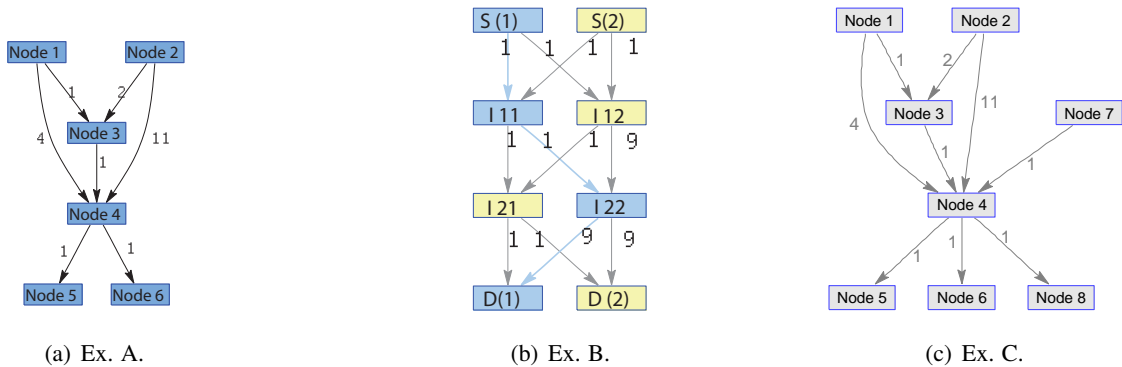 Node 1 Node 2
1 2
Node 3
4 11
1
Node 4
1 1
Node 5 Node 6
(a) Ex. A.
S (1) S(2)
1 1 1 1
I 11 I 12
1 1 1 9
I 21 I 22
1 1 9 9
D(1) D (2)
(b) Ex. B.
Node 1 Node 2
1 2
Node 3 Node 7
4 11
1 1
Node 4
1 1 1
Node 5 Node 6 Node 8
(c) Ex. C.